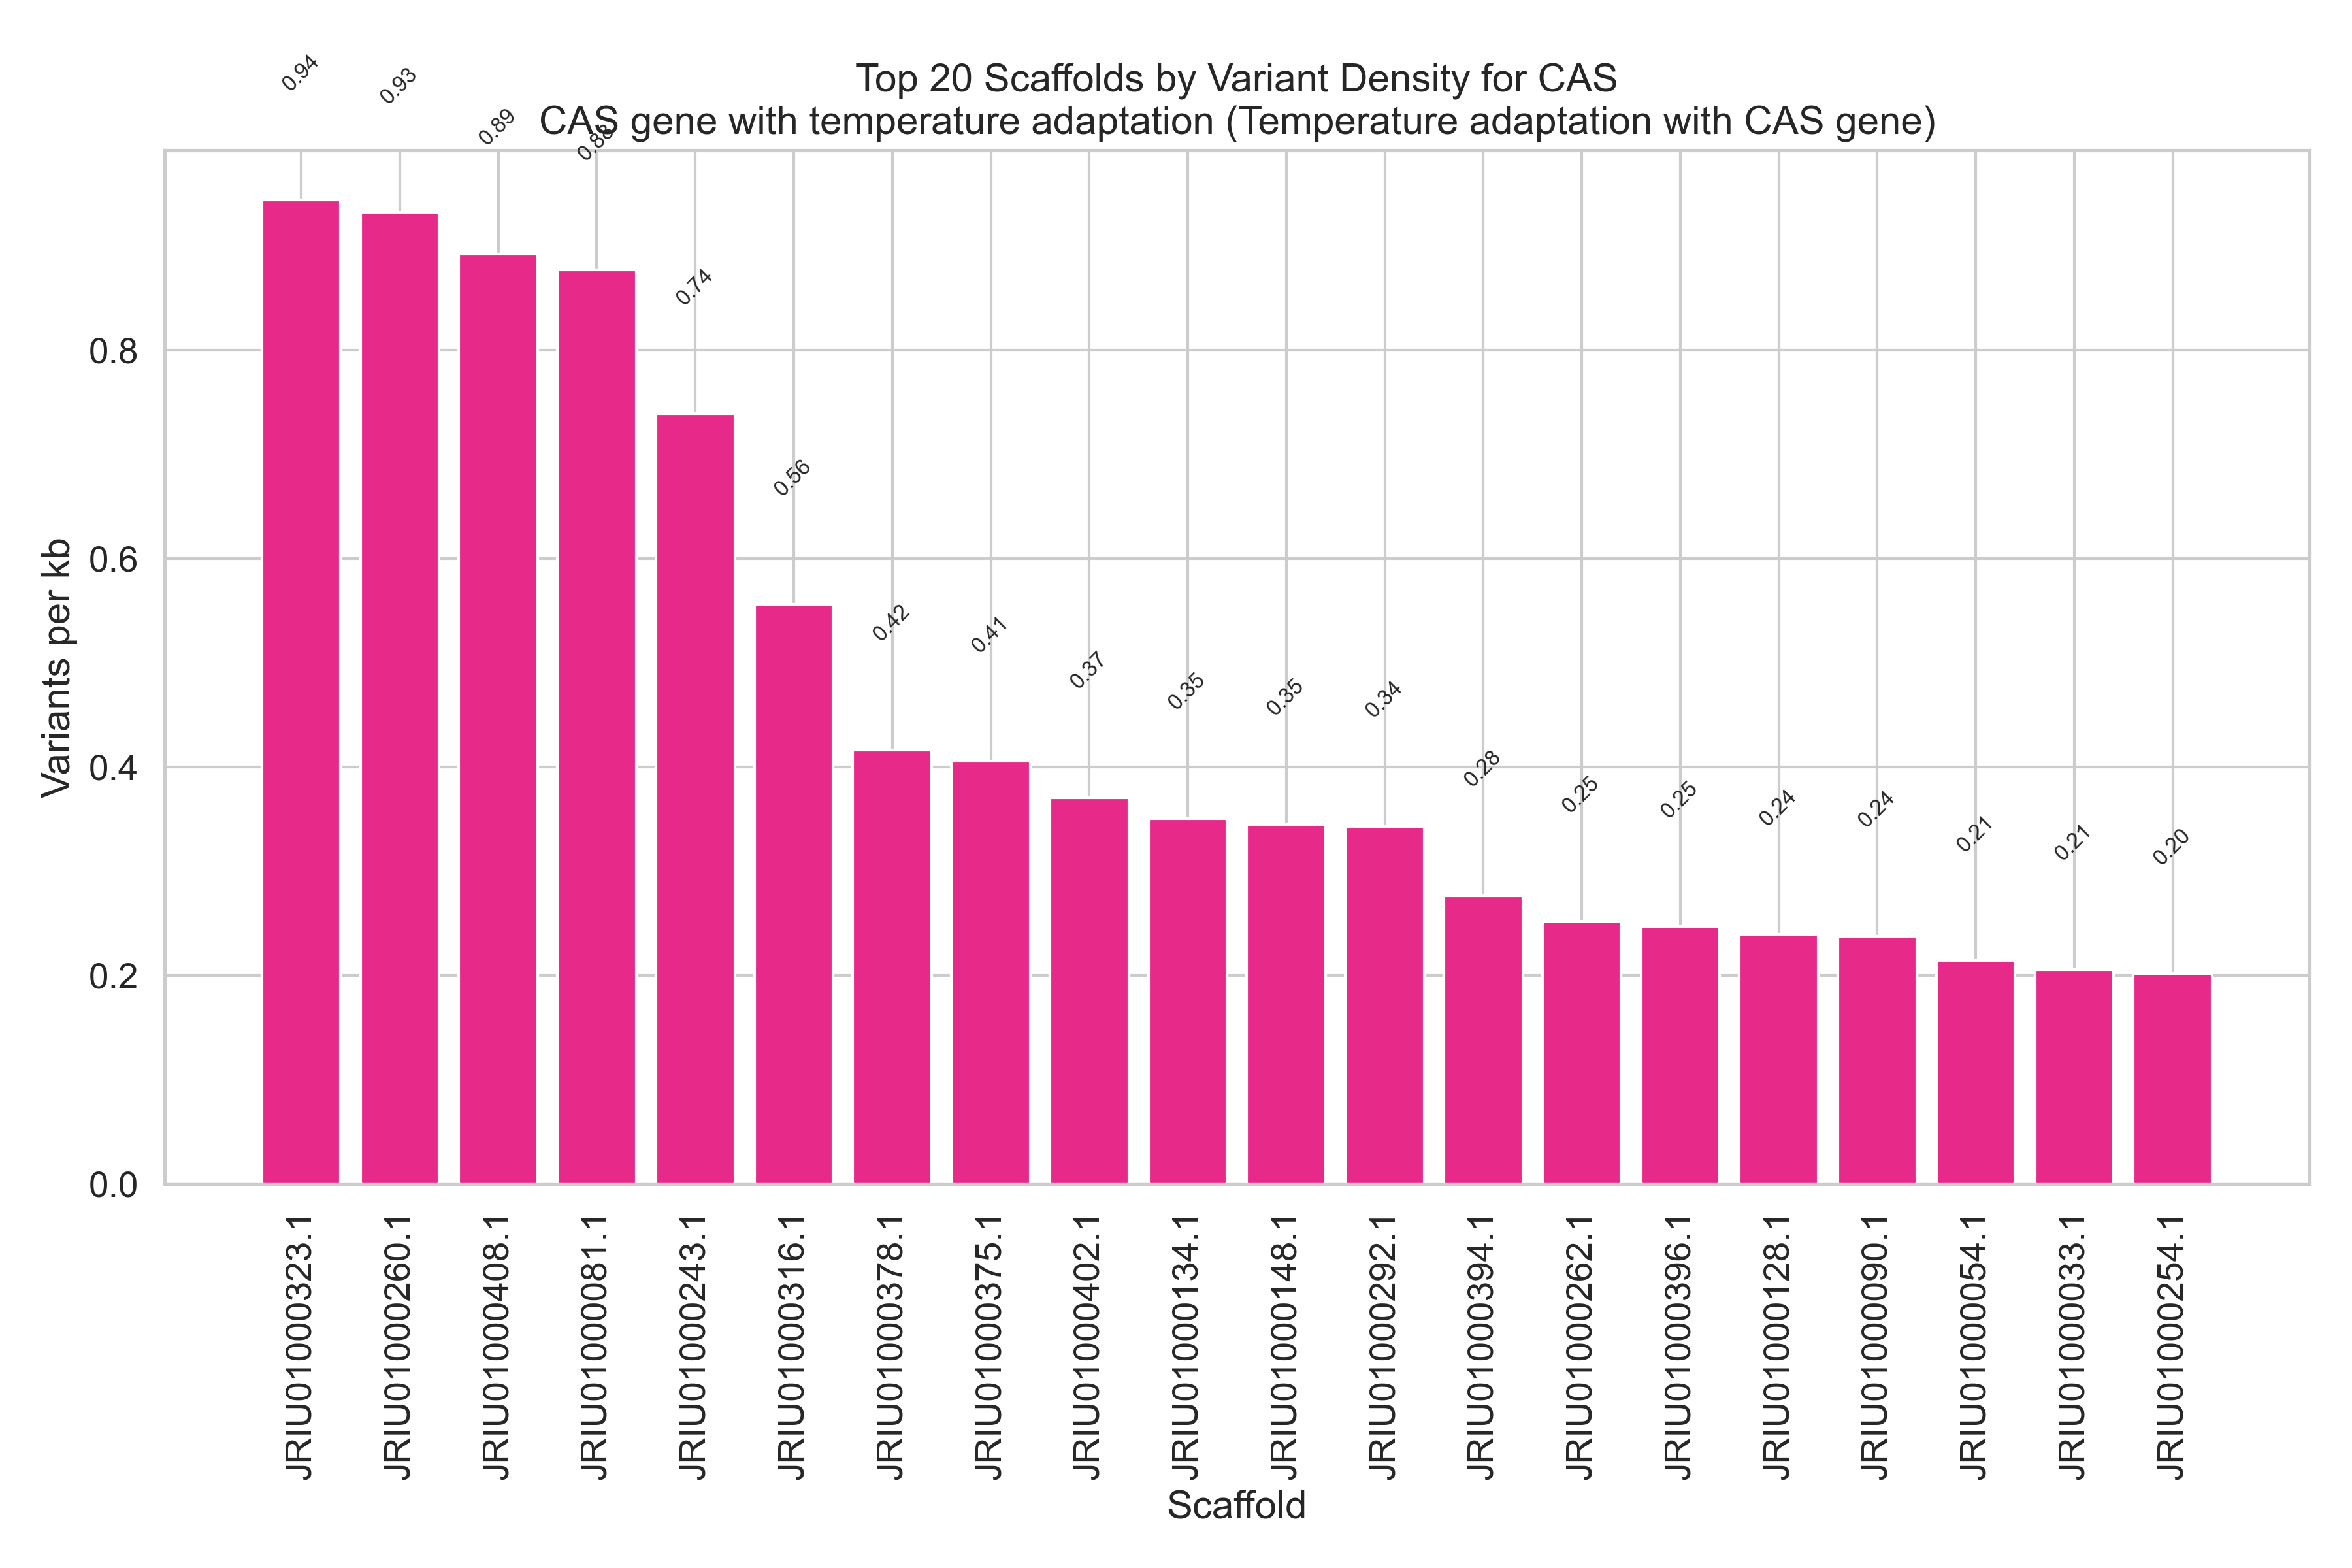 Top 20 Scaffolds by Variant Density for CAS
CAS gene with temperature adaptation (Temperature adaptation with CAS gene)
0.94
0.93
0.89
0.88
0.74
0.56
0.42
0.41
0.37
0.35
0.35
0.34
0.28
0.25
0.25
0.24
0.24
0.21
0.21
0.20
Variants per kb
0.8
0.6
0.4
0.2
0.0
JRIU01000323.1
JRIU01000260.1
JRIU01000408.1
JRIU01000081.1
JRIU01000243.1
JRIU01000316.1
JRIU01000378.1
JRIU01000375.1
JRIU01000402.1
JRIU01000134.1
JRIU01000148.1
JRIU01000292.1
JRIU01000394.1
JRIU01000262.1
JRIU01000396.1
JRIU01000128.1
JRIU01000090.1
JRIU01000054.1
JRIU01000033.1
JRIU01000254.1
Scaffold